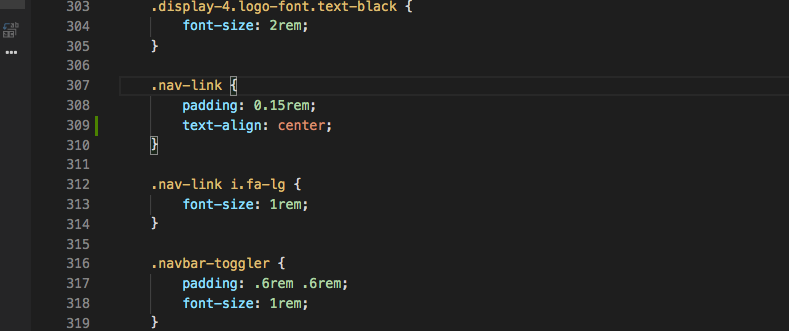 303 .display-4.logo-font.text-black {
304 font-size: 2rem;
305 }
306
307 .nav-link {
308 padding: 0.15rem;
309 text-align: center;
310 }
311
312 .nav-link i.fa-lg {
313 font-size: 1rem;
314 }
315
316 .navbar-toggler {
317 padding: .6rem .6rem;
318 font-size: 1rem;
319 }